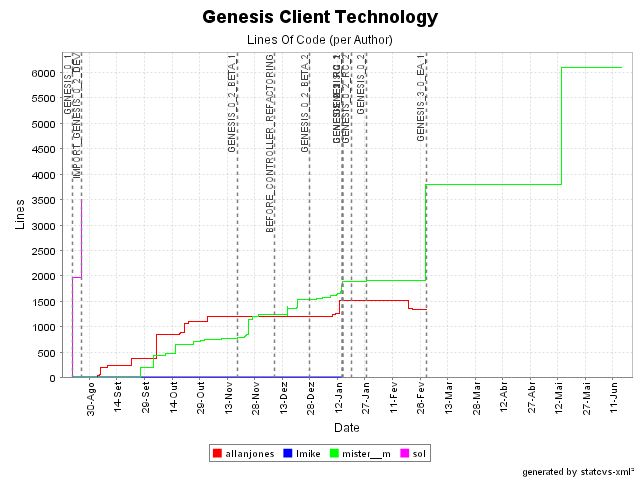 Genesis Client Technology
Lines Of Code (per Author)
Lines
6000
5500
5000
4500
4000
3500
3000
2500
2000
1500
1000
500
0
GENESIS_0_1
IMPORT_GENESIS_0_2_DEV
GENESIS_0_2_BETA_1
BEFORE_CONTROLLER_REFACTORING
GENESIS_0_2_BETA_2
GENESIS_0_2_RC_2
GENESIS_0_2
GENESIS_3_0_EA_1
30-Ago
14-Set
29-Set
14-Out
29-Out
13-Nov
28-Nov
13-Dez
28-Dez
12-Jan
27-Jan
11-Fev
26-Fev
13-Mar
28-Mar
12-Abr
27-Abr
12-Mai
27-Mai
11-Jun
Date
allanjones lmike mister__m sol
generated by statcvs-xml²